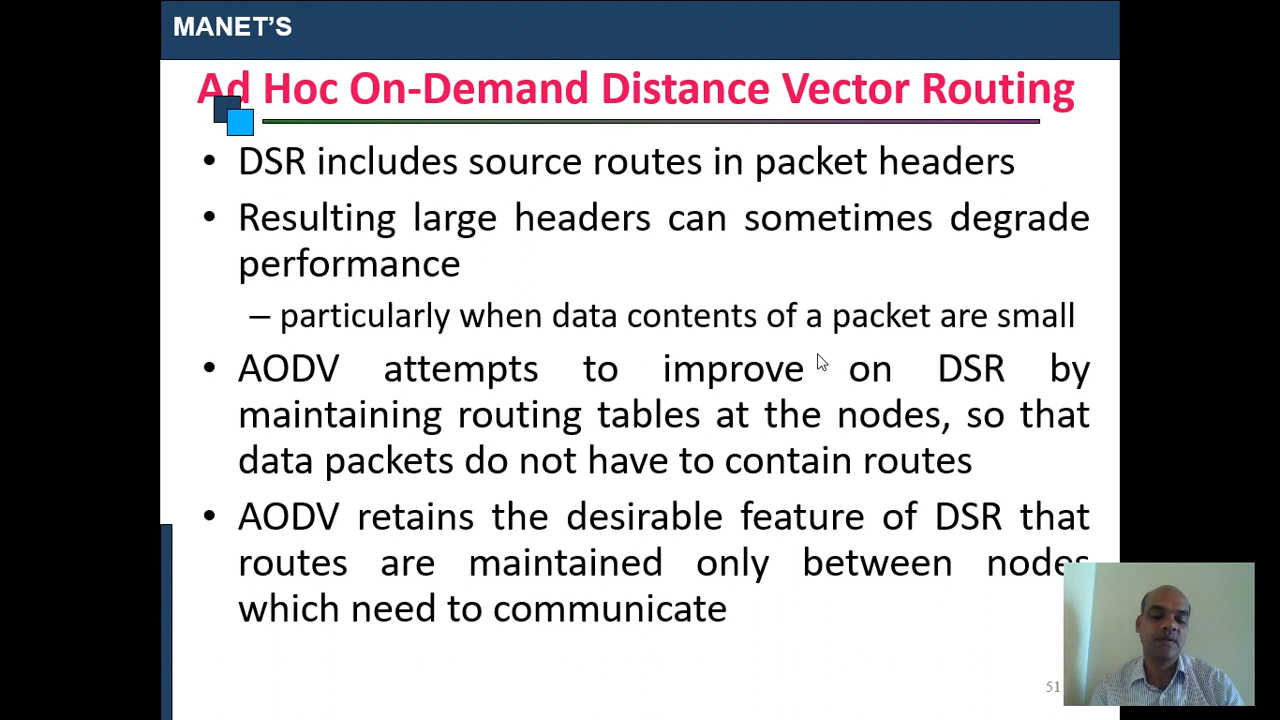 MANET'S
Ad Hoc On-Demand Distance Vector Routing
• DSR includes source routes in packet headers
• Resulting large headers can sometimes degrade
performance
– particularly when data contents of a packet are small
• AODV attempts to improve on DSR by
maintaining routing tables at the nodes, so that
data packets do not have to contain routes
• AODV retains the desirable feature of DSR that
routes are maintained only between nodes
which need to communicate
51